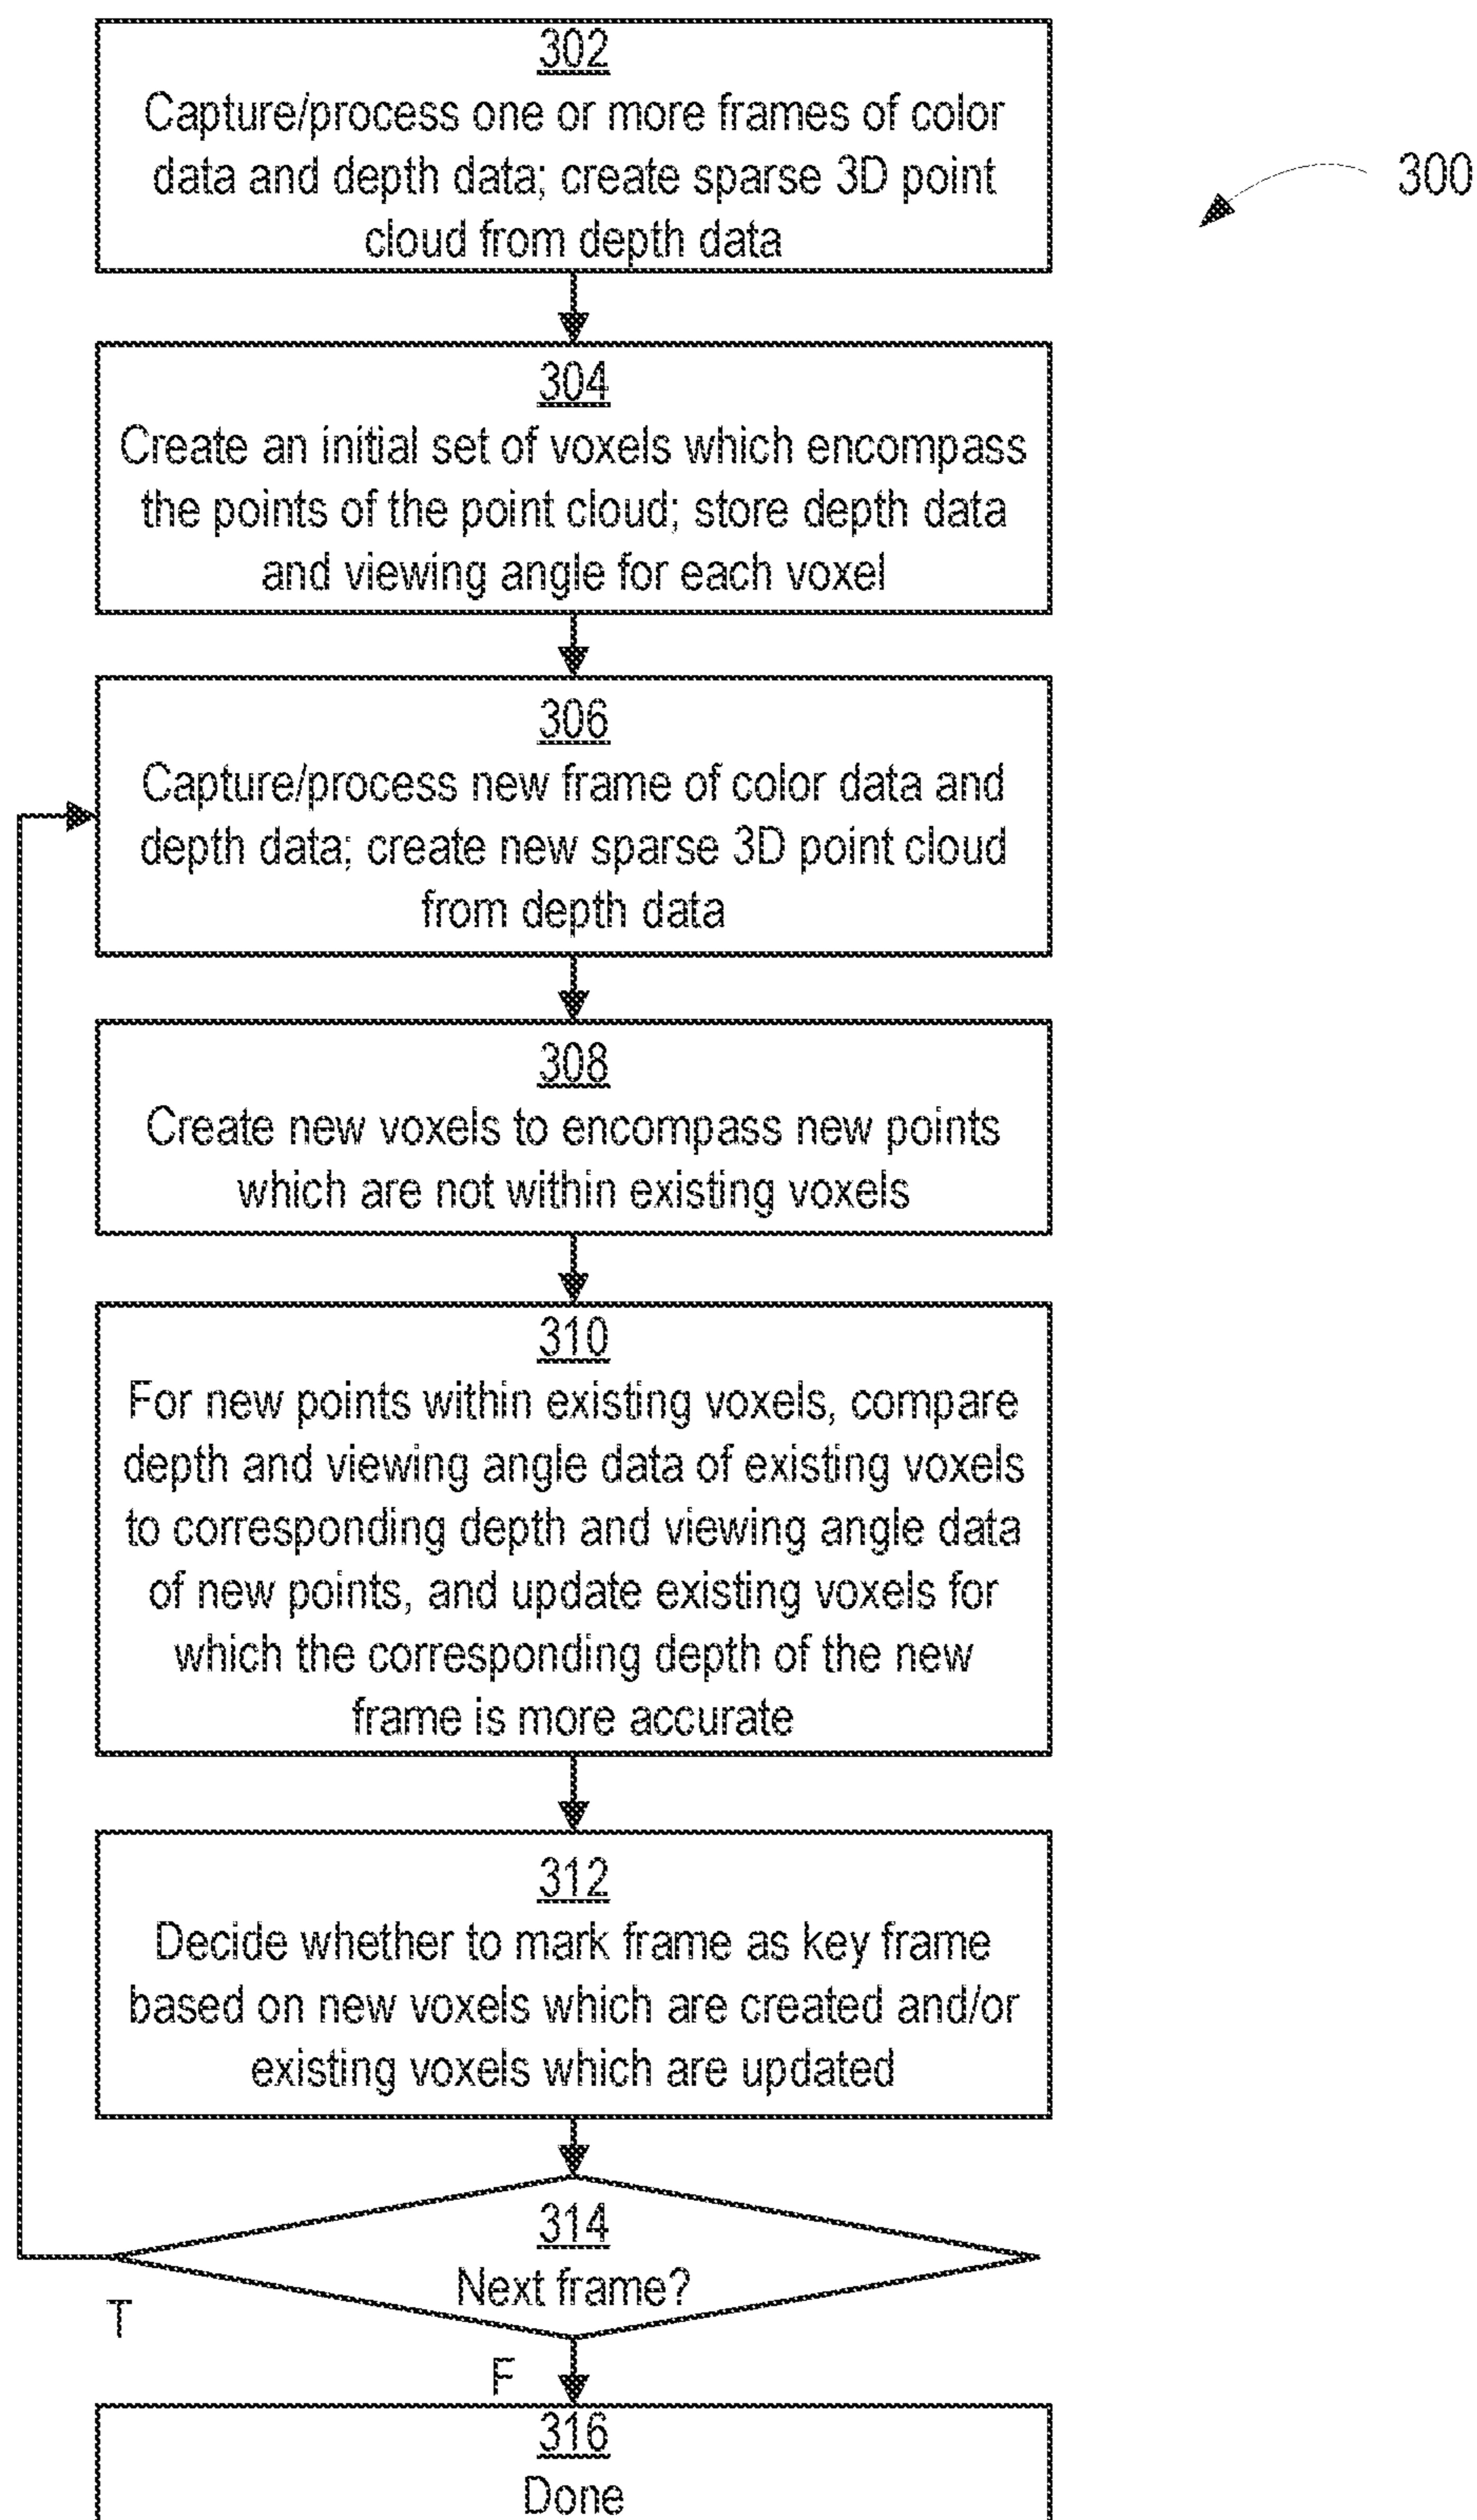 302
Capture/process one or more frames of color
data and depth data; create sparse 3D point
cloud from depth data
300
304
Create an initial set of voxels which encompass
the points of the point cloud; store depth data
and viewing angle for each voxel
306
Capture/process new frame of color data and
depth data; create new sparse 3D point cloud
from depth data
308
Create new voxels to encompass new points
which are not within existing voxels
310
For new points within existing voxels, compare
depth and viewing angle data of existing voxels
to corresponding depth and viewing angle data
of new points, and update existing voxels for
which the corresponding depth of the new
frame is more accurate
312
Decide whether to mark frame as key frame
based on new voxels which are created and/or
existing voxels which are updated
314
Next frame?
T
F
316
Done